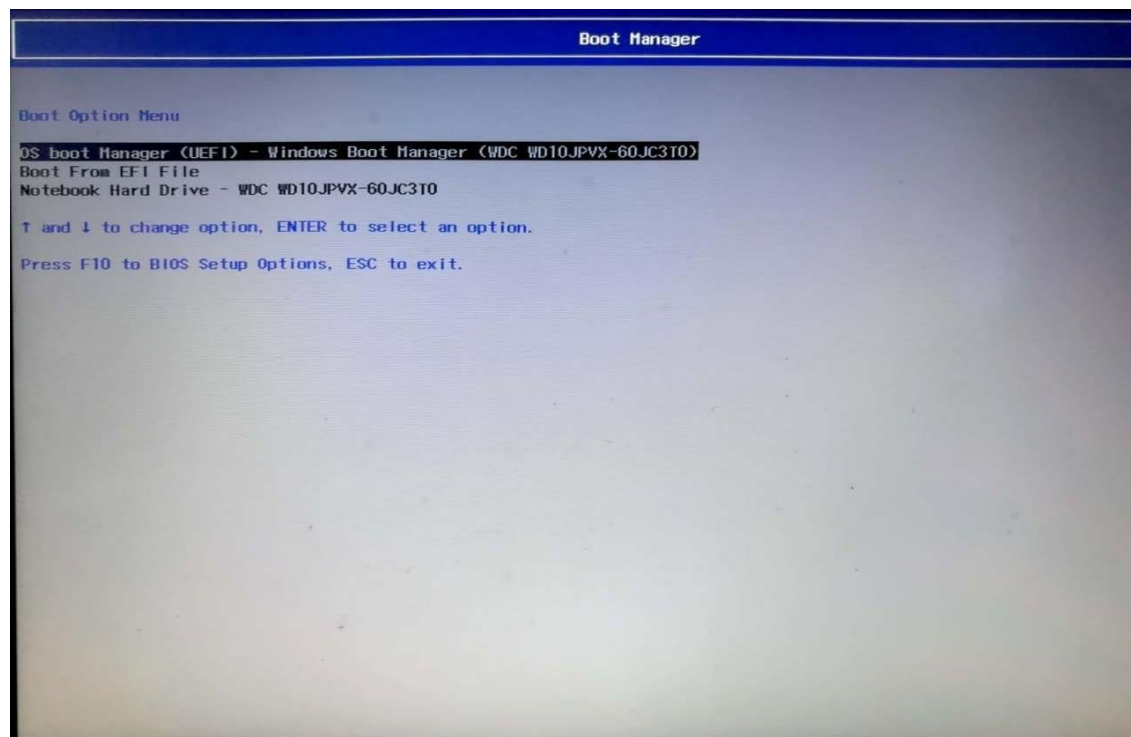 Boot Manager
Boot Option Menu
OS boot Manager (UEFI) - Windows Boot Manager (WDC WD10JPVX-60JC3T0)
Boot From EFI File
Notebook Hard Drive - WDC WD10JPVX-60JC3T0
↑ and ↓ to change option, ENTER to select an option.
Press F10 to BIOS Setup Options, ESC to exit.